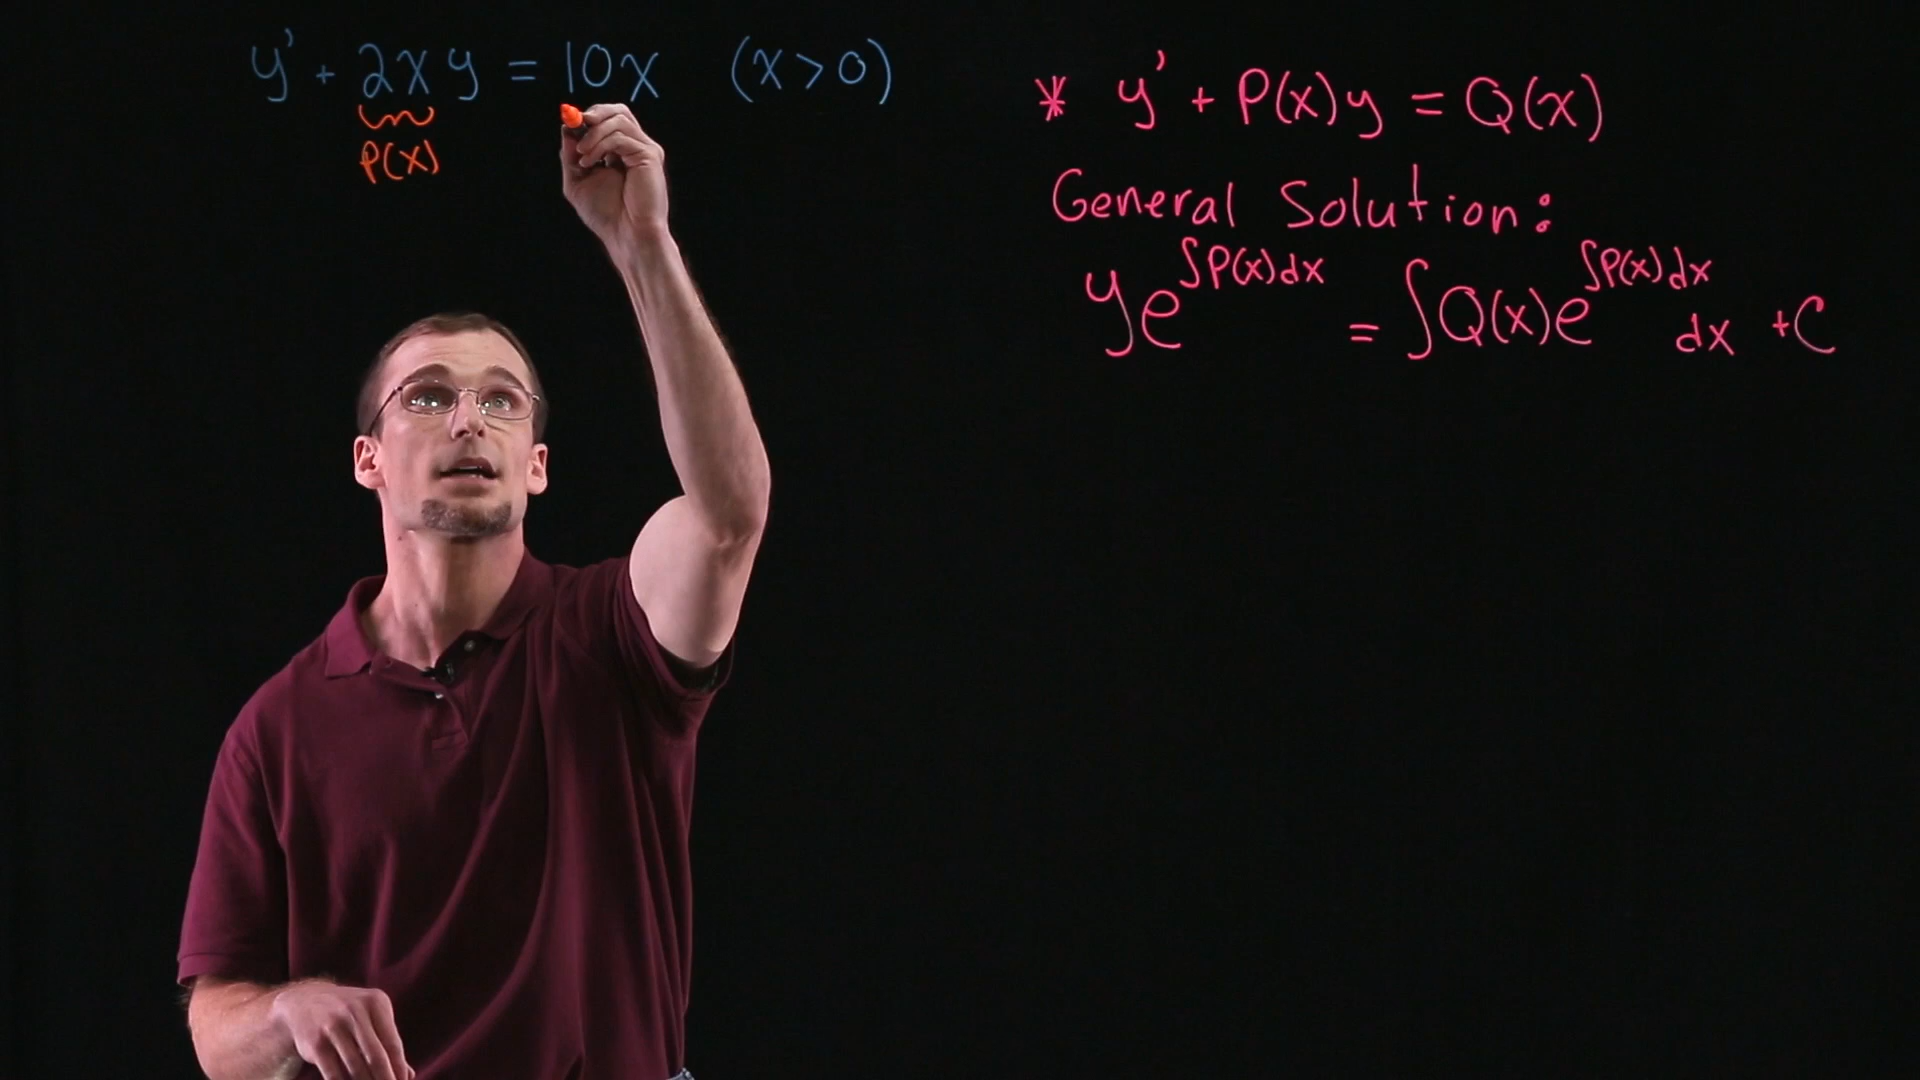 y' + 2xy = 10x (x > 0)
P(x)
* y' + P(x)y = Q(x)
General Solution:
ye^∫P(x)dx = ∫Q(x)e^∫P(x)dx dx + C